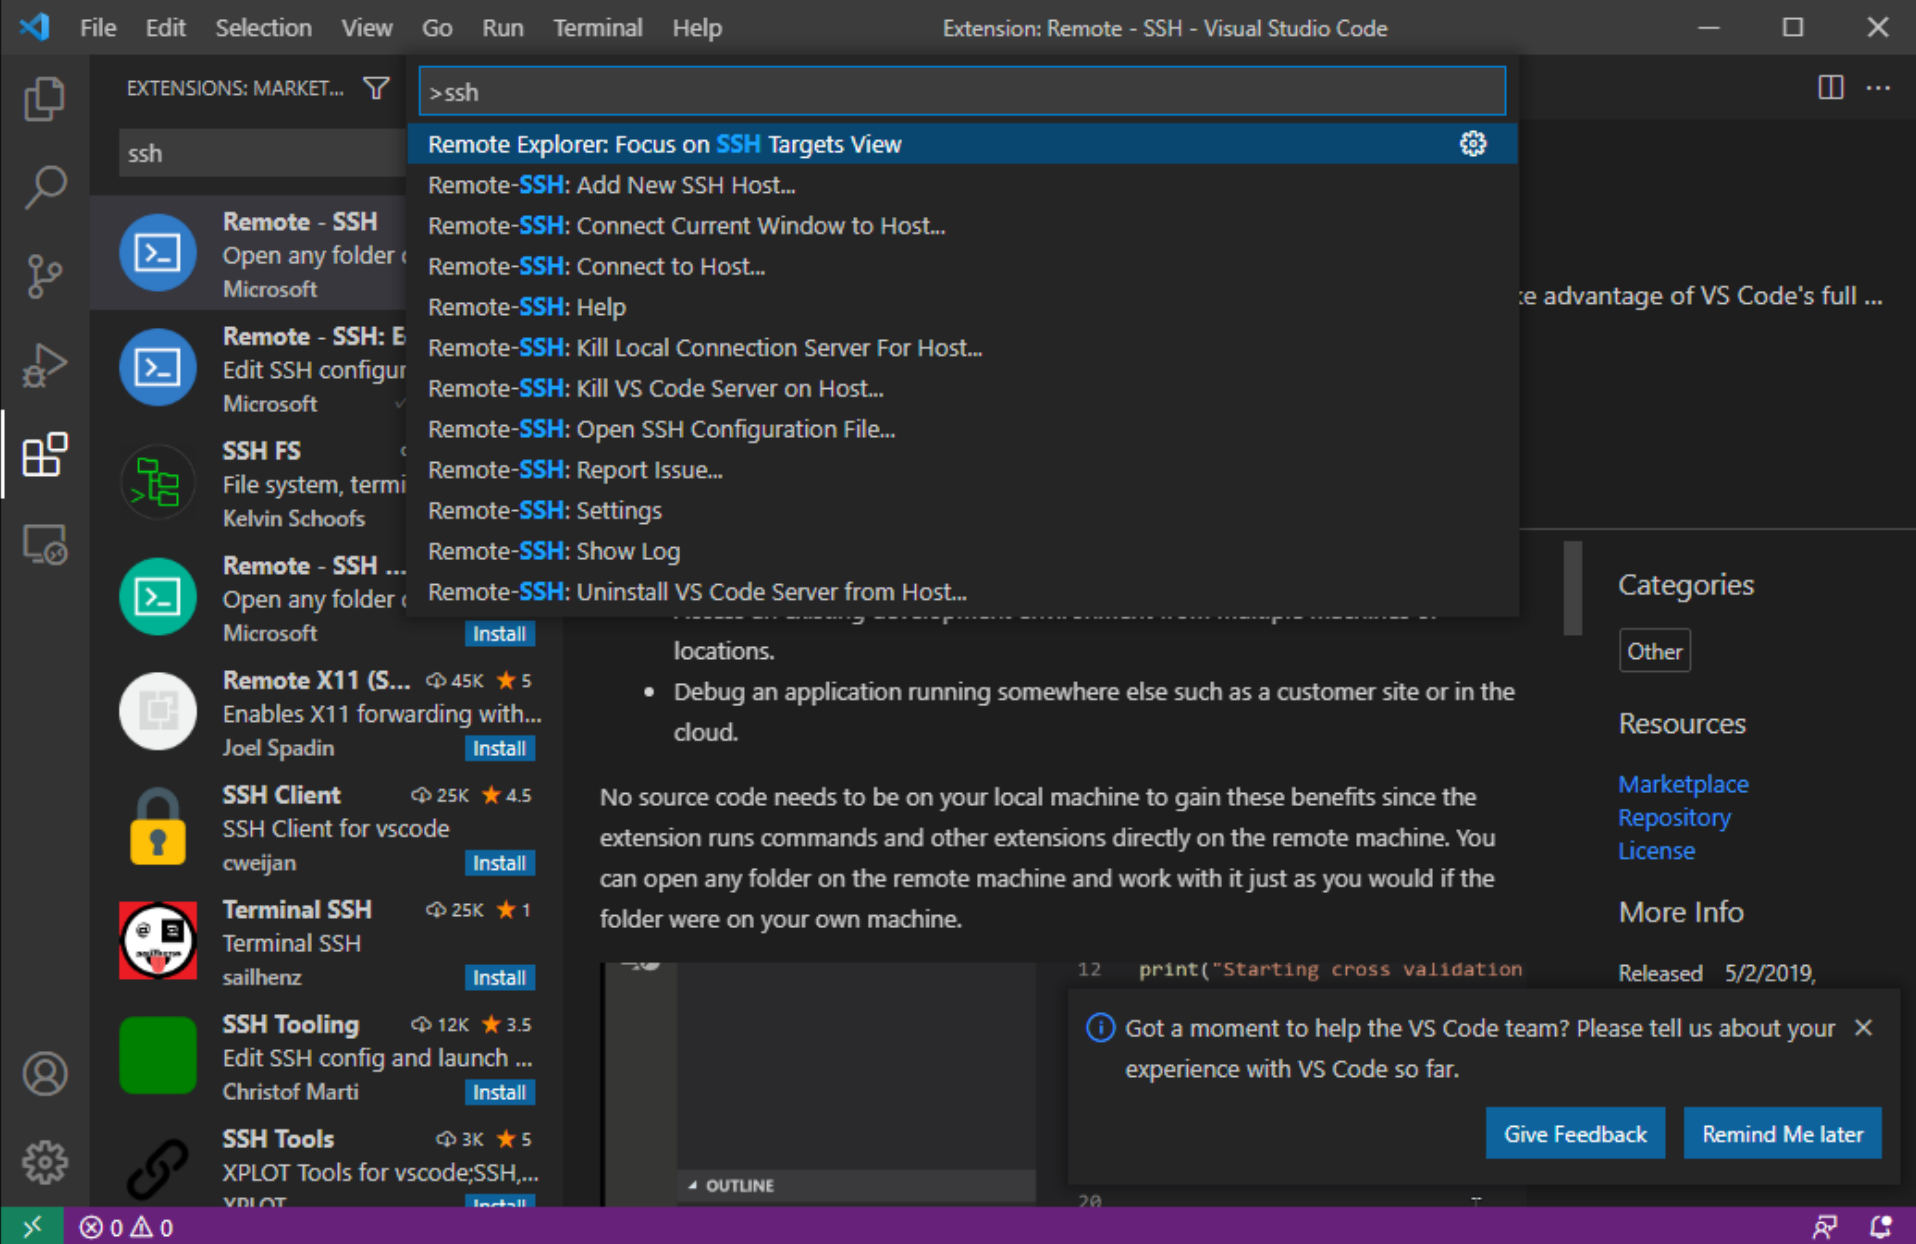 File Edit Selection View Go Run Terminal Help
Extension: Remote - SSH - Visual Studio Code
EXTENSIONS: MARKET...
ssh
Remote - SSH
Open any folder
Microsoft
Remote - SSH: E
Edit SSH configur
Microsoft
SSH FS
File system, termi
Kelvin Schoofs
Remote - SSH ...
Open any folder
Microsoft
Install
Remote X11 (S... 45K 5
Enables X11 forwarding with...
Joel Spadin
Install
SSH Client 25K 4.5
SSH Client for vscode
cweijan
Install
Terminal SSH 25K 1
Terminal SSH
sailhenz
Install
SSH Tooling 12K 3.5
Edit SSH config and launch ...
Christof Marti
Install
SSH Tools 3K 5
XPLOT Tools for vscode;SSH,...
XPLOT
Install
>ssh
Remote Explorer: Focus on SSH Targets View
Remote-SSH: Add New SSH Host...
Remote-SSH: Connect Current Window to Host...
Remote-SSH: Connect to Host...
Remote-SSH: Help
Remote-SSH: Kill Local Connection Server For Host...
Remote-SSH: Kill VS Code Server on Host...
Remote-SSH: Open SSH Configuration File...
Remote-SSH: Report Issue...
Remote-SSH: Settings
Remote-SSH: Show Log
Remote-SSH: Uninstall VS Code Server from Host...
ke advantage of VS Code's full ...
locations.
• Debug an application running somewhere else such as a customer site or in the
cloud.
No source code needs to be on your local machine to gain these benefits since the
extension runs commands and other extensions directly on the remote machine. You
can open any folder on the remote machine and work with it just as you would if the
folder were on your own machine.
12 print("Starting cross validation
OUTLINE
20
Categories
Other
Resources
Marketplace
Repository
License
More Info
Released 5/2/2019,
Got a moment to help the VS Code team? Please tell us about your
experience with VS Code so far.
Give Feedback
Remind Me later
0 0